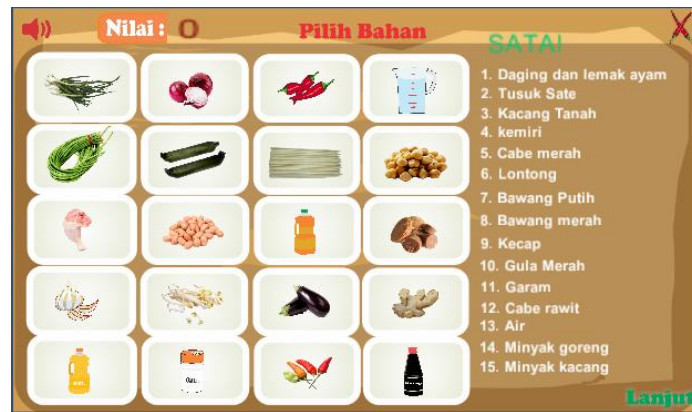 Nilai : 0
Pilih Bahan
SATAI
1. Daging dan lemak ayam
2. Tusuk Sate
3. Kacang Tanah
4. kemiri
5. Cabe merah
6. Lontong
7. Bawang Putih
8. Bawang merah
9. Kecap
10. Gula Merah
11. Garam
12. Cabe rawit
13. Air
14. Minyak goreng
15. Minyak kacang
Lanjut